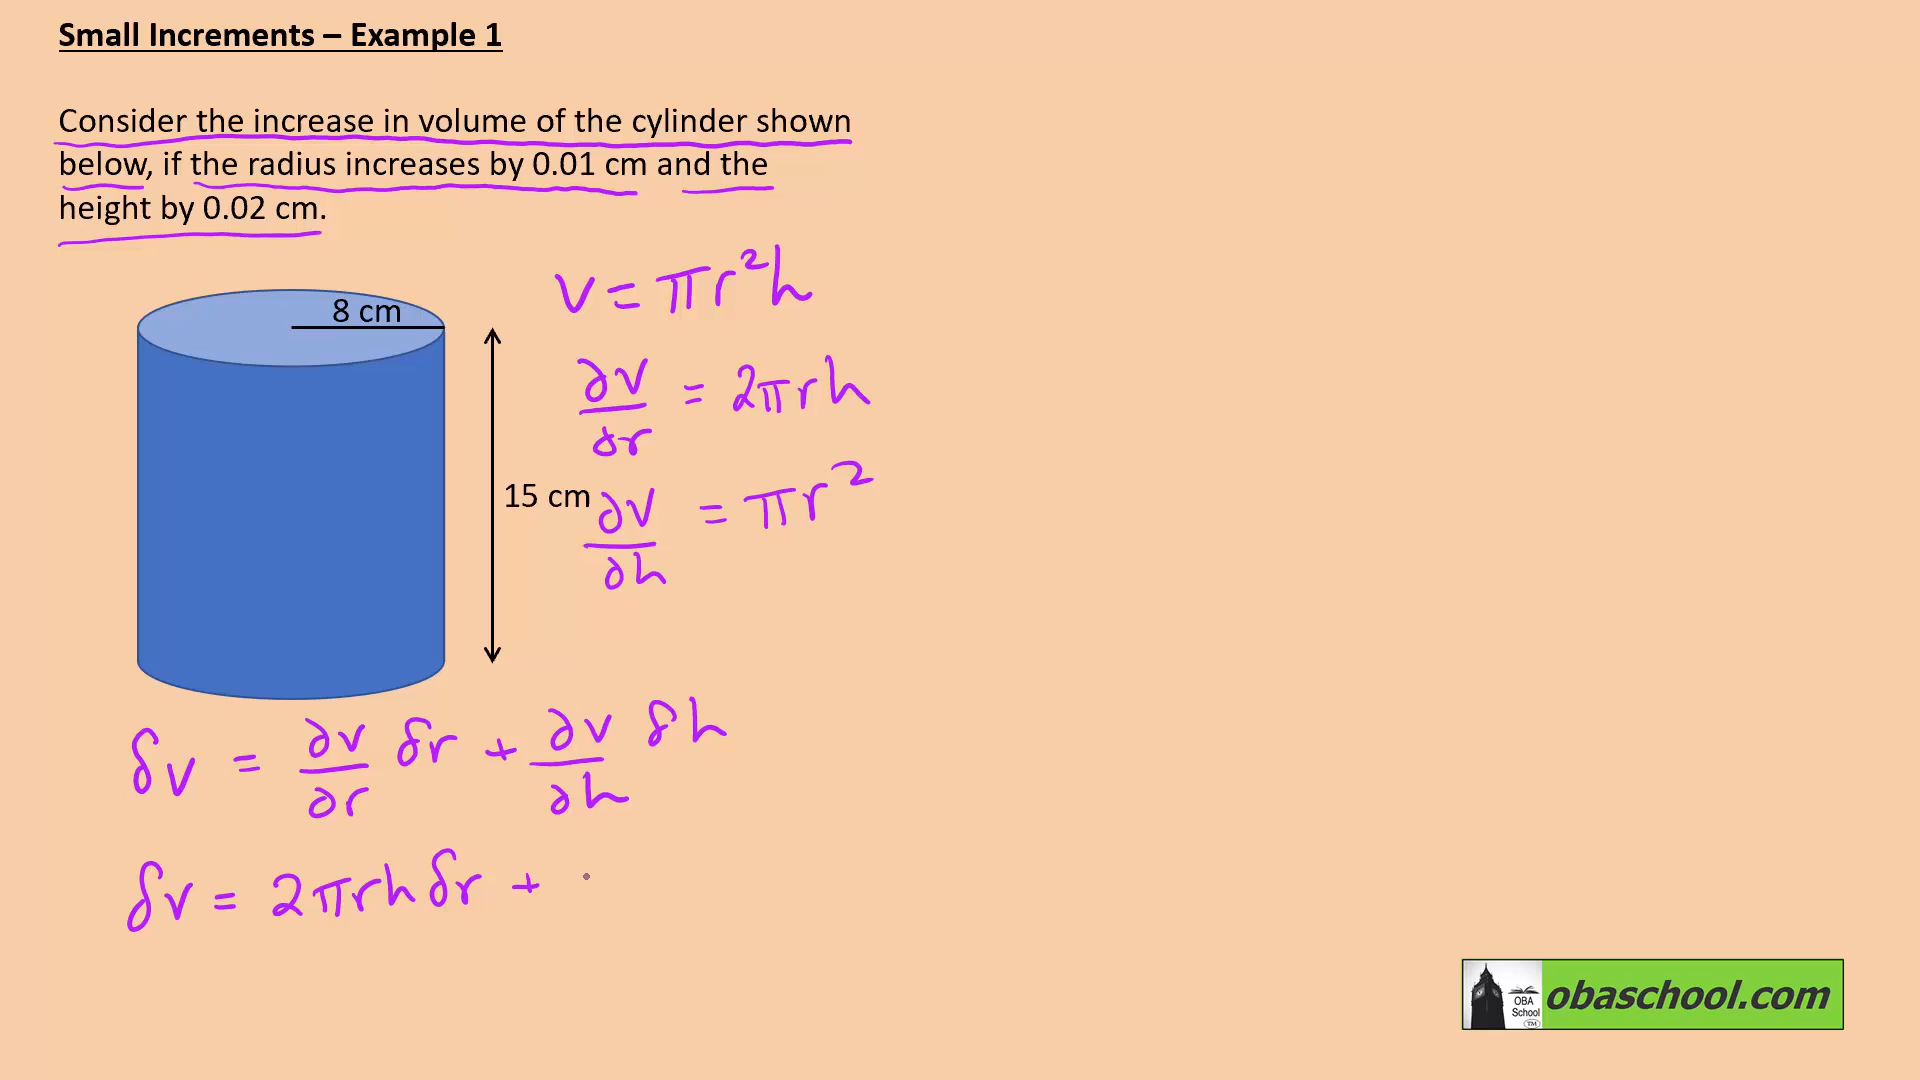 Small Increments – Example 1
Consider the increase in volume of the cylinder shown
below, if the radius increases by 0.01 cm and the
height by 0.02 cm.
8 cm
15 cm
V = πr²h
∂V/∂r = 2πrh
∂V/∂h = πr²
δV = ∂V/∂r δr + ∂V/∂h δh
δV = 2πrhδr +
OBA
School
TM
obaschool.com